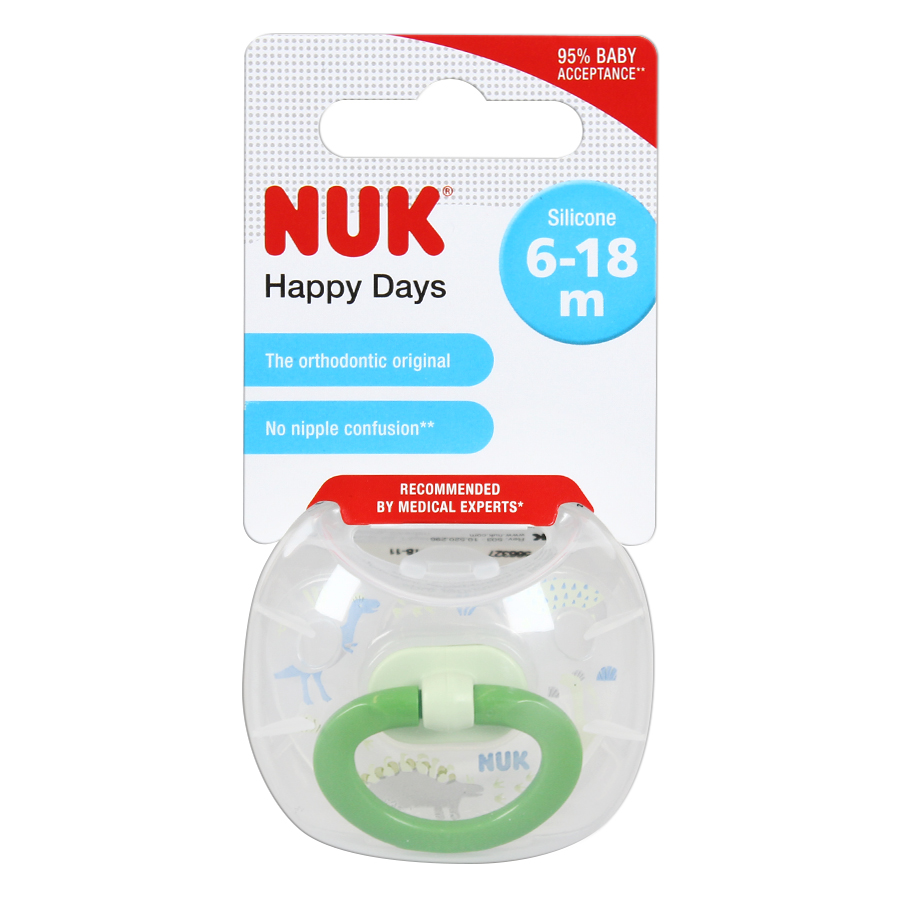 95% BABY
ACCEPTANCE**
NUK®
Happy Days
Silicone
6-18
m
The orthodontic original
No nipple confusion**
RECOMMENDED
BY MEDICAL EXPERTS*
NUK